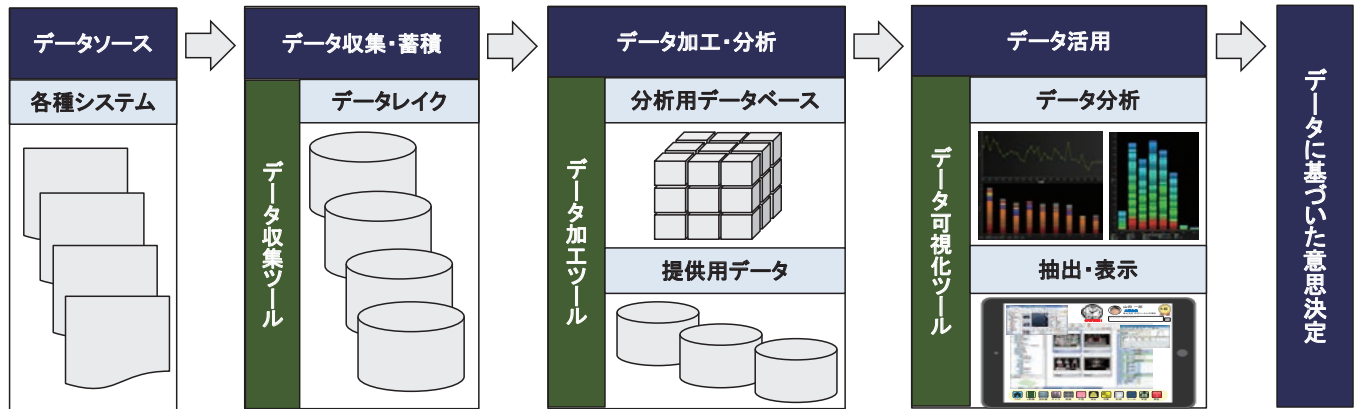 データソース
各種システム
データ収集・蓄積
データ収集ツール
データレイク
データ加工・分析
データ加工ツール
分析用データベース
提供用データ
データ活用
データ可視化ツール
データ分析
抽出・表示
データに基づいた意思決定